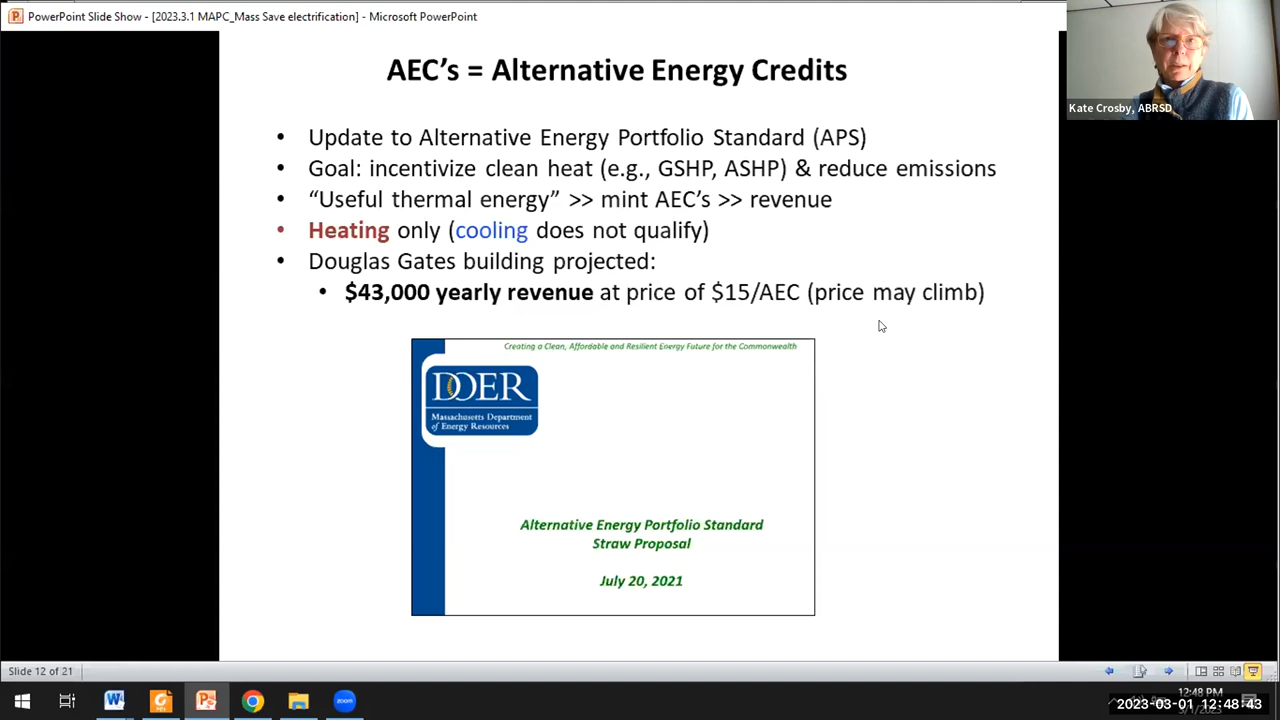 PowerPoint Slide Show - [2023.3.1 MAPC_Mass Save electrification] - Microsoft PowerPoint
AEC's = Alternative Energy Credits
• Update to Alternative Energy Portfolio Standard (APS)
• Goal: incentivize clean heat (e.g., GSHP, ASHP) & reduce emissions
• “Useful thermal energy” >> mint AEC's >> revenue
• Heating only (cooling does not qualify)
• Douglas Gates building projected:
• $43,000 yearly revenue at price of $15/AEC (price may climb)
Creating a Clean, Affordable and Resilient Energy Future for the Commonwealth
DOER
Massachusetts Department
of Energy Resources
Alternative Energy Portfolio Standard
Straw Proposal
July 20, 2021
Kate Crosby, ABRSD
Slide 12 of 21
12:48 PM
2023-03-01 12:48:43